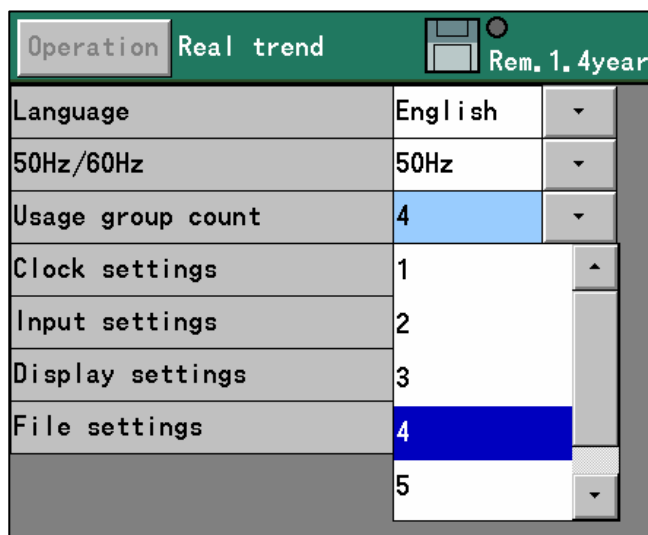 Operation Real trend
Rem.1.4year
Language English
50Hz/60Hz 50Hz
Usage group count 4
Clock settings 1
Input settings 2
Display settings 3
File settings 4
5